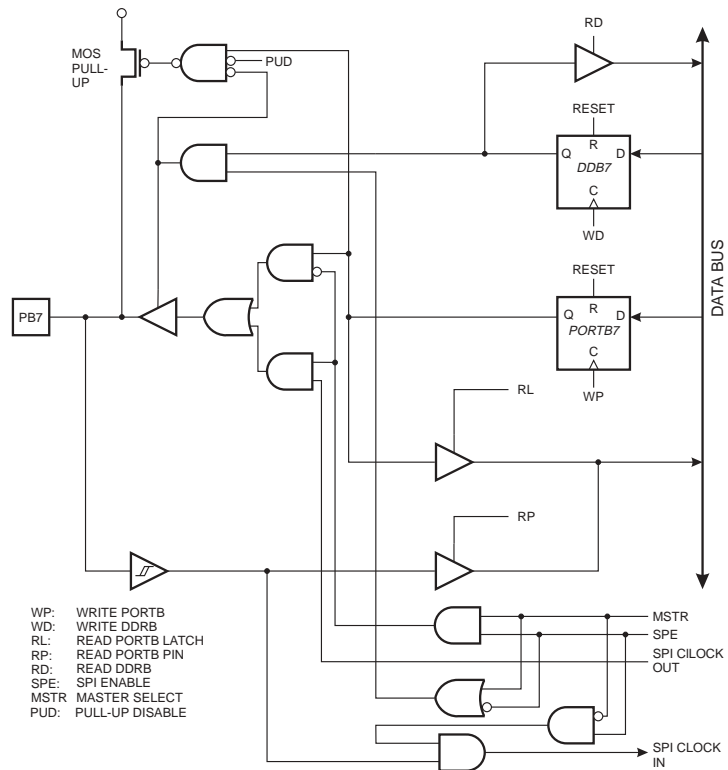 RD
MOS
PULL-
UP
PUD
RESET
R
Q
D
DDB7
C
WD
RESET
R
Q
D
PORTB7
C
WP
DATA BUS
PB7
RL
RP
WP: WRITE PORTB
WD: WRITE DDRB
RL: READ PORTB LATCH
RP: READ PORTB PIN
RD: READ DDRB
SPE: SPI ENABLE
MSTR MASTER SELECT
PUD: PULL-UP DISABLE
MSTR
SPE
SPI CILOCK
OUT
SPI CLOCK
IN